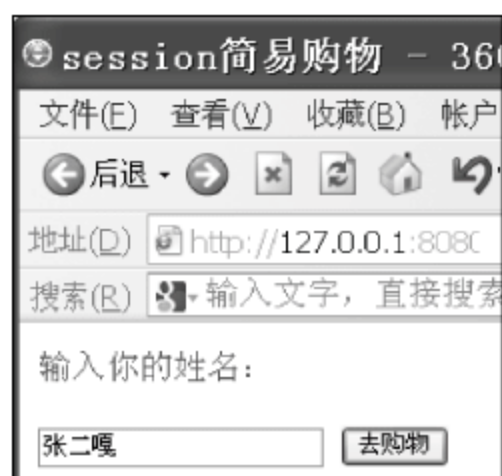 session简易购物 - 360
文件(F) 查看(V) 收藏(B) 帐户
后退
地址(D) http://127.0.0.1:8080
搜索(R) 输入文字，直接搜索
输入你的姓名：
张二嘎 去购物